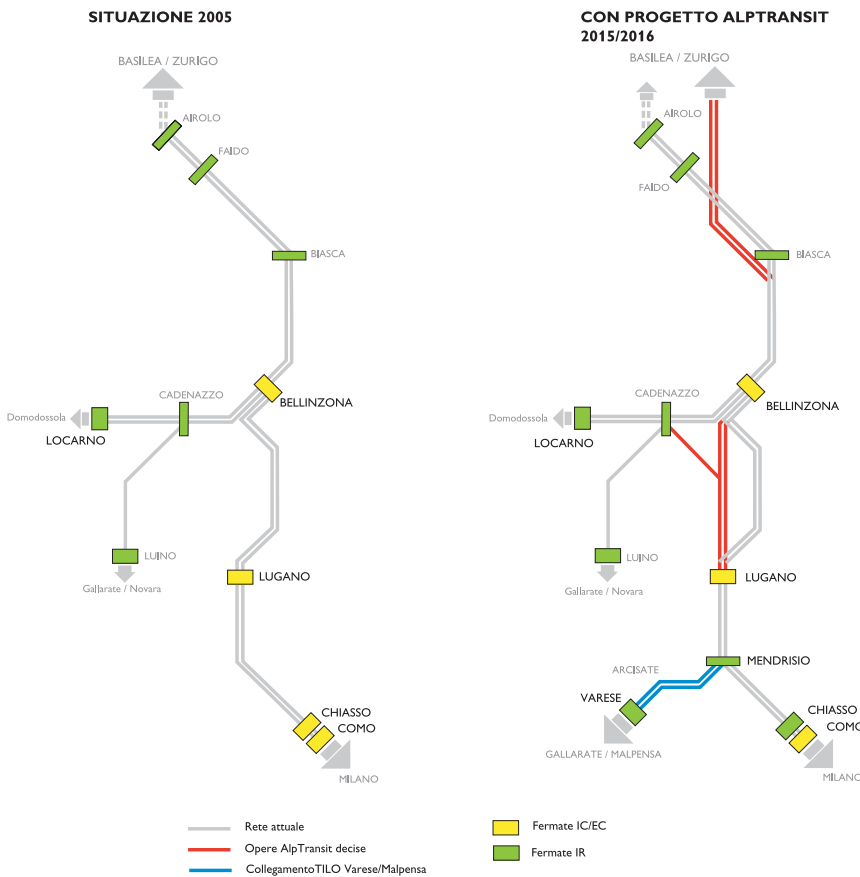 SITUAZIONE 2005
BASILEA / ZURIGO
AIROLO
FAIDO
BIASCA
CADENAZZO
BELLINZONA
Domodossola
LOCARNO
LUINO
Gallarate / Novara
LUGANO
CHIASSO
COMO
MILANO
CON PROGETTO ALPTRANSIT
2015/2016
BASILEA / ZURIGO
AIROLO
FAIDO
BIASCA
CADENAZZO
BELLINZONA
Domodossola
LOCARNO
LUINO
Gallarate / Novara
LUGANO
MENDRISIO
ARCISATE
VARESE
CHIASSO
COMO
GALLARATE / MALPENSA
MILANO
Rete attuale
Opere AlpTransit decise
CollegamentoTILO Varese/Malpensa
Fermate IC/EC
Fermate IR